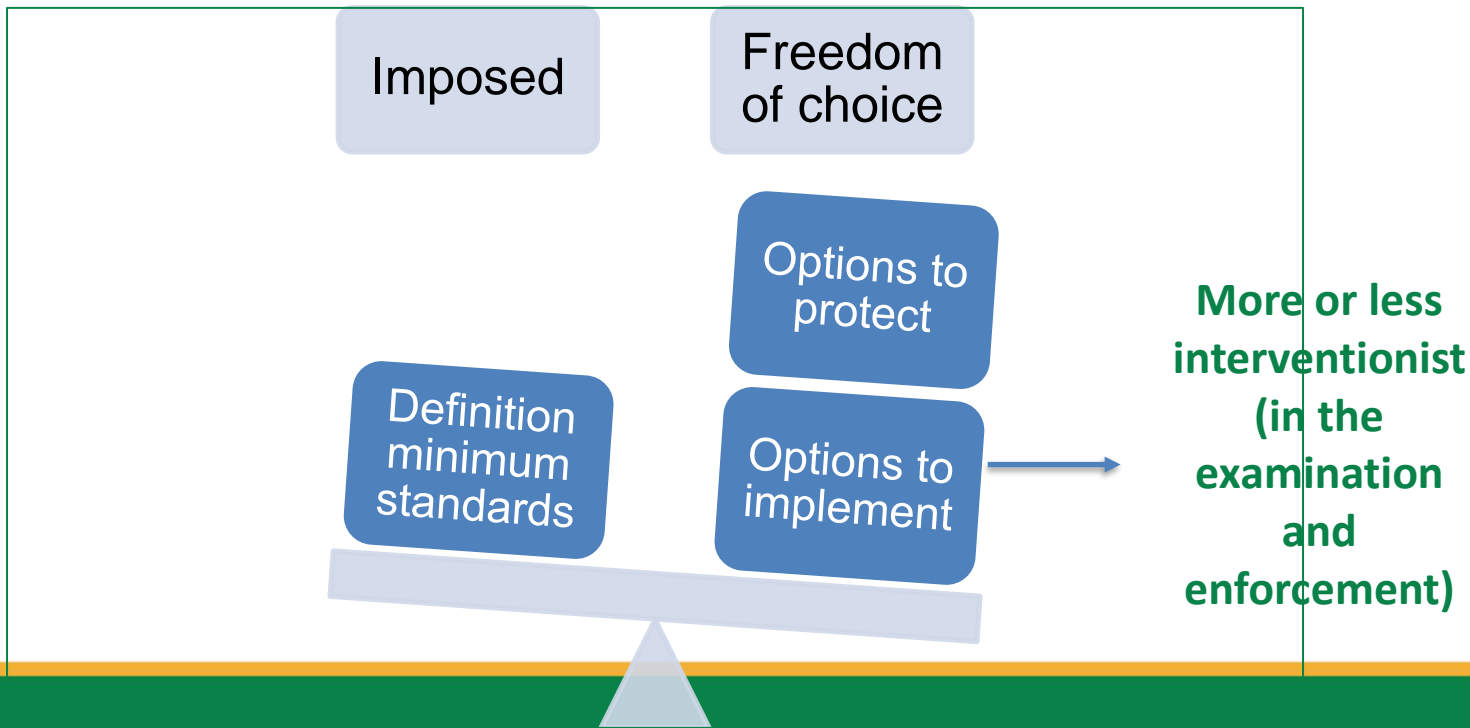 Imposed
Freedom
of choice
Options to
protect
Definition
minimum
standards
Options to
implement
More or less
interventionist
(in the
examination
and
enforcement)